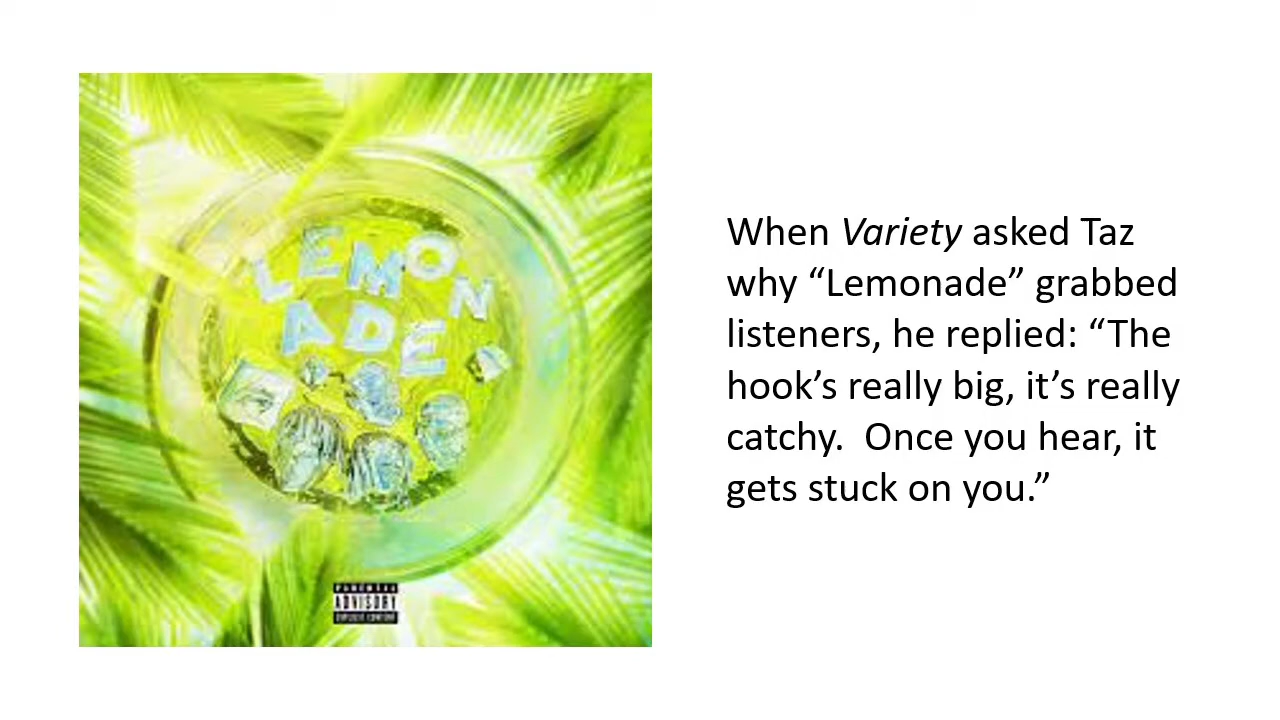 LEMON
ADE
PARENTAL
ADVISORY
EXPLICIT CONTENT
When Variety asked Taz
why “Lemonade” grabbed
listeners, he replied: “The
hook’s really big, it’s really
catchy.  Once you hear, it
gets stuck on you.”